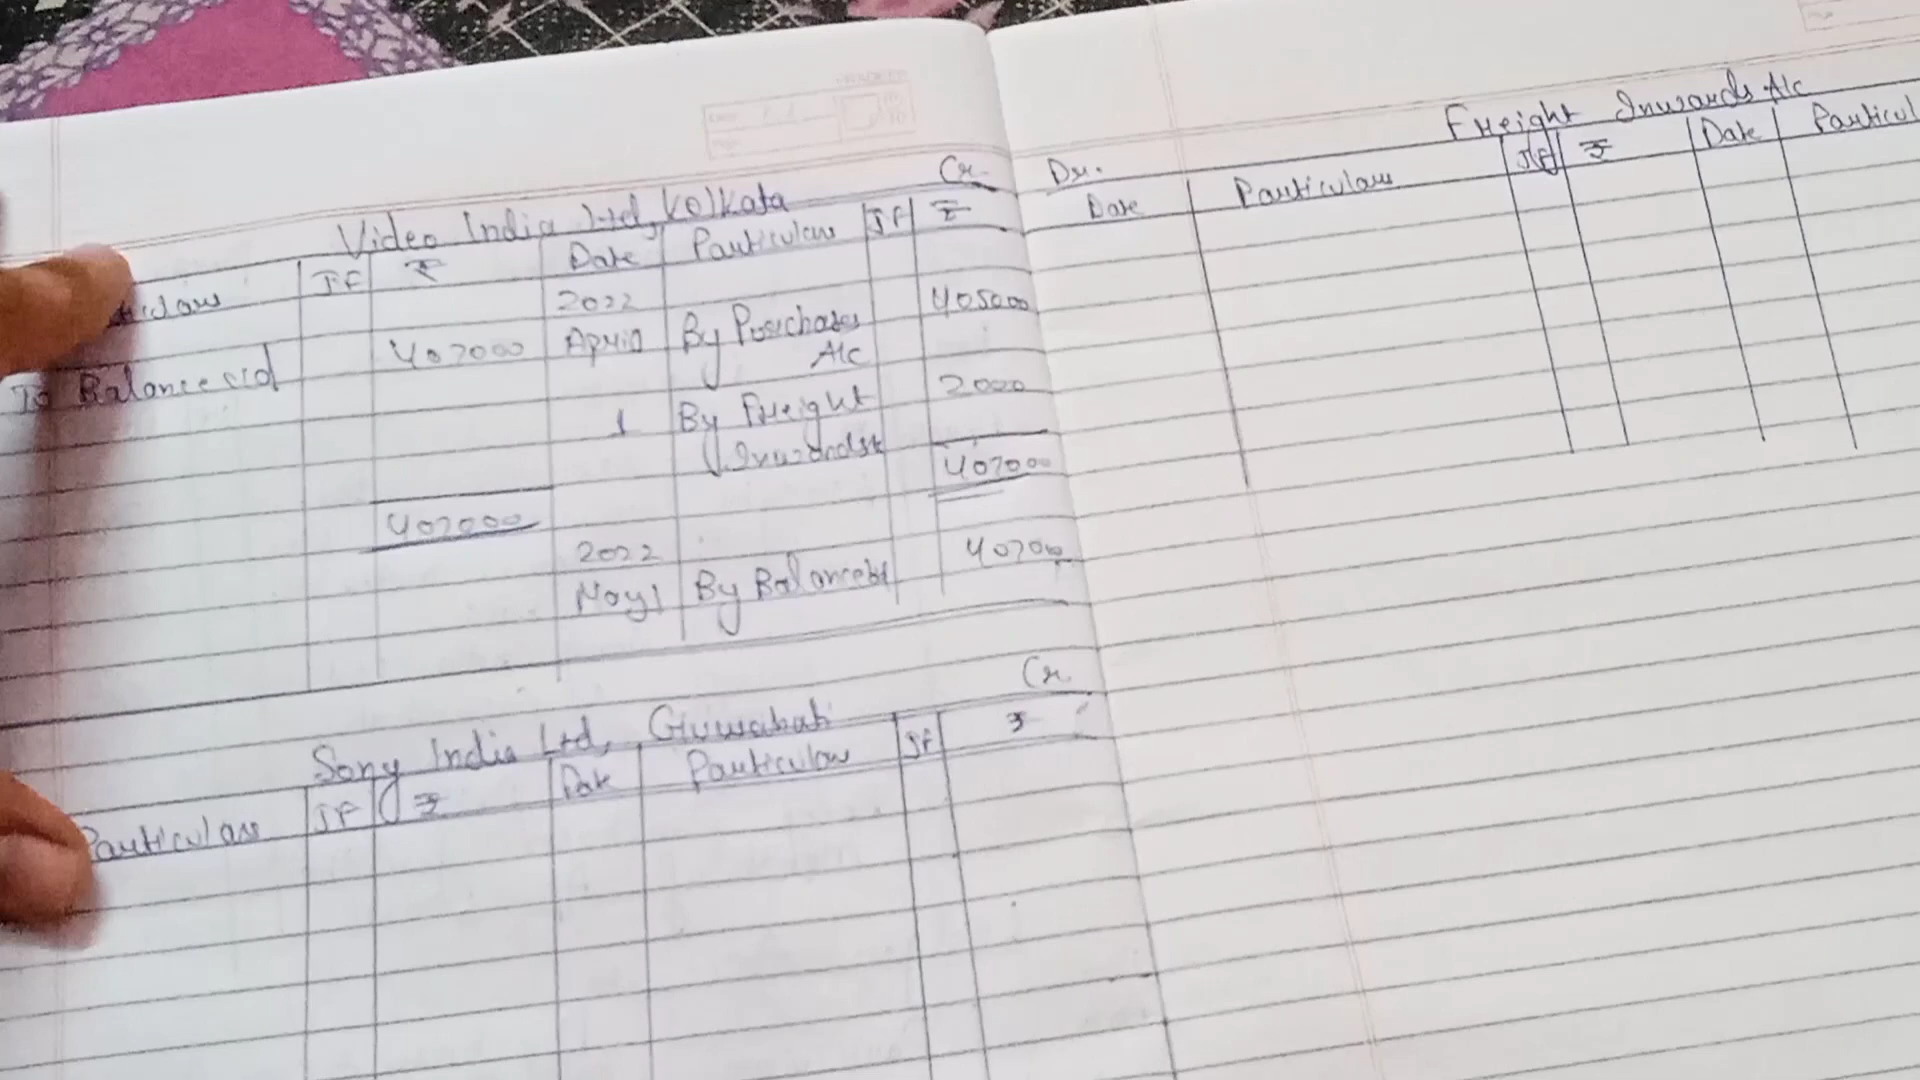 Video India Ltd, Kolkata Cr.
JF ₹ Date Particulars JF ₹
2022
To Balance c/d 407000 April By Purchases 405000
A/c
1 By Freight 2000
Inwards
407000
407000
2022
May 1 By Balance b/d 407000
Sony India Ltd, Guwahati Cr.
Particulars JF ₹ Date Particulars JF ₹
Freight Inwards A/c
Dr.
Date Particulars JF ₹ Date Particul